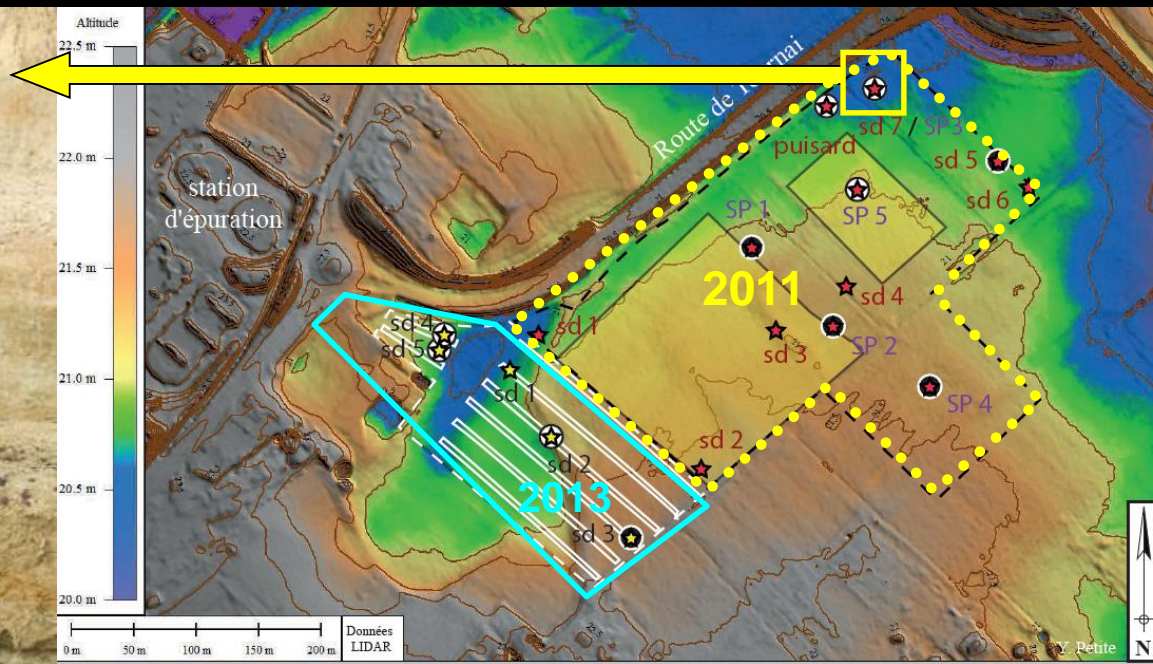 Altitude
22.5 m
22.0 m
21.5 m
21.0 m
20.5 m
20.0 m
0 m 50 m 100 m 150 m 200 m
Données
LIDAR
station
d'épuration
Route de Tournai
puisard
sd 7 / SP3
sd 5
sd 6
SP 5
SP 1
2011
sd 4
sd 3
SP 2
SP 4
sd 1
sd 2
sd 4
sd 5
sd 1
sd 2
2013
sd 3
Y. Petite
N